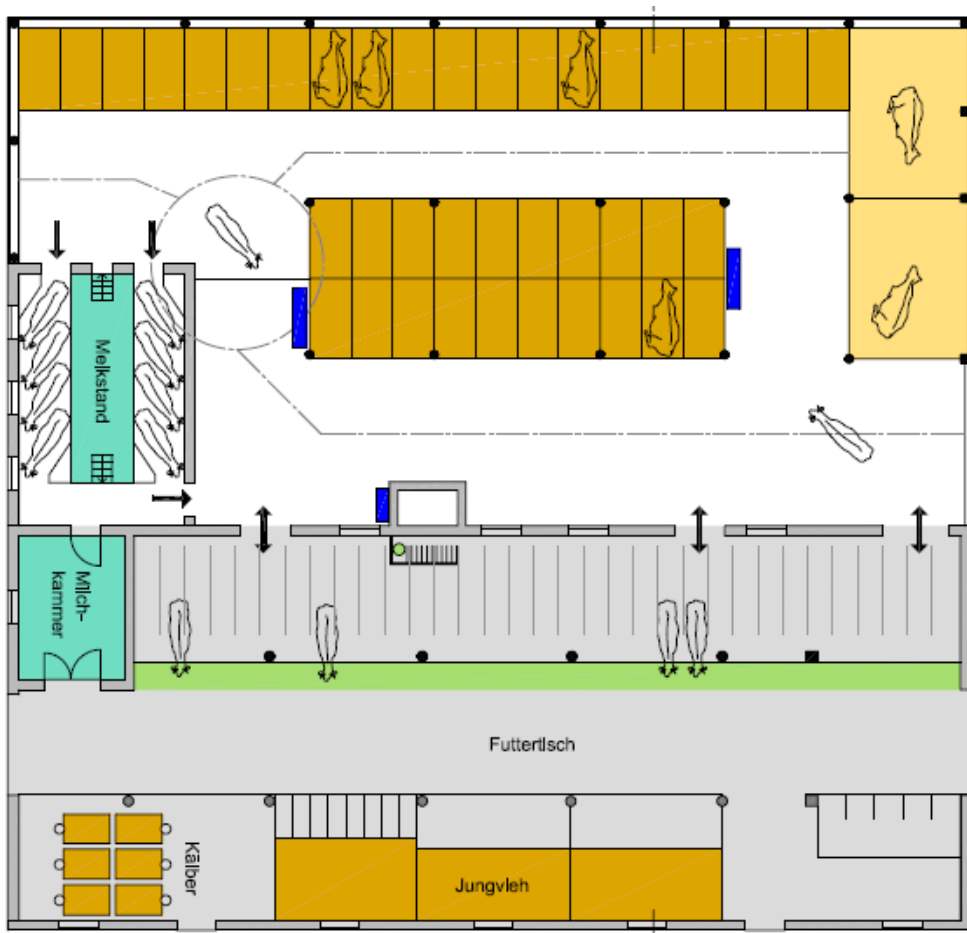 Melkstand
Milch-
kammer
Futtertisch
Kälber
Jungvieh